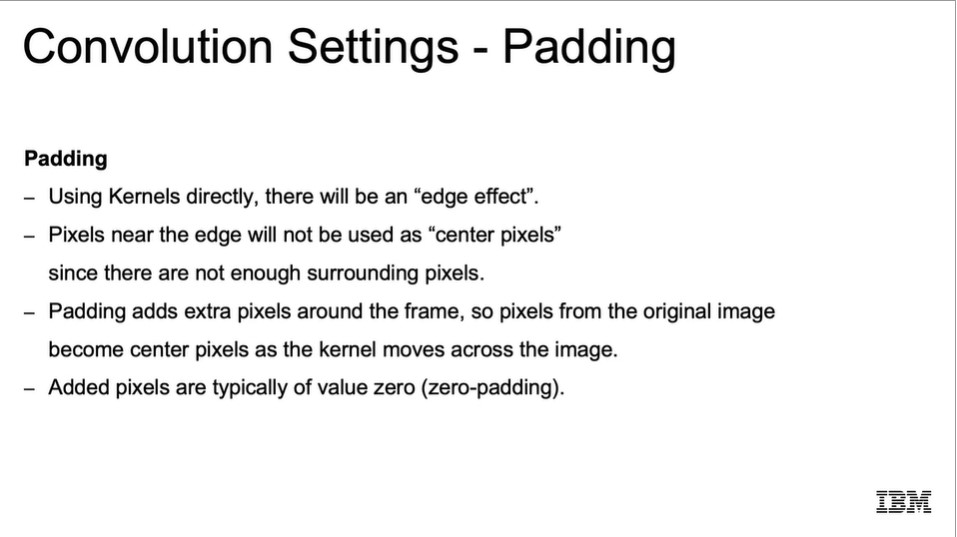 Convolution Settings - Padding
Padding
– Using Kernels directly, there will be an “edge effect”.
– Pixels near the edge will not be used as “center pixels”
since there are not enough surrounding pixels.
– Padding adds extra pixels around the frame, so pixels from the original image
become center pixels as the kernel moves across the image.
– Added pixels are typically of value zero (zero-padding).
IBM